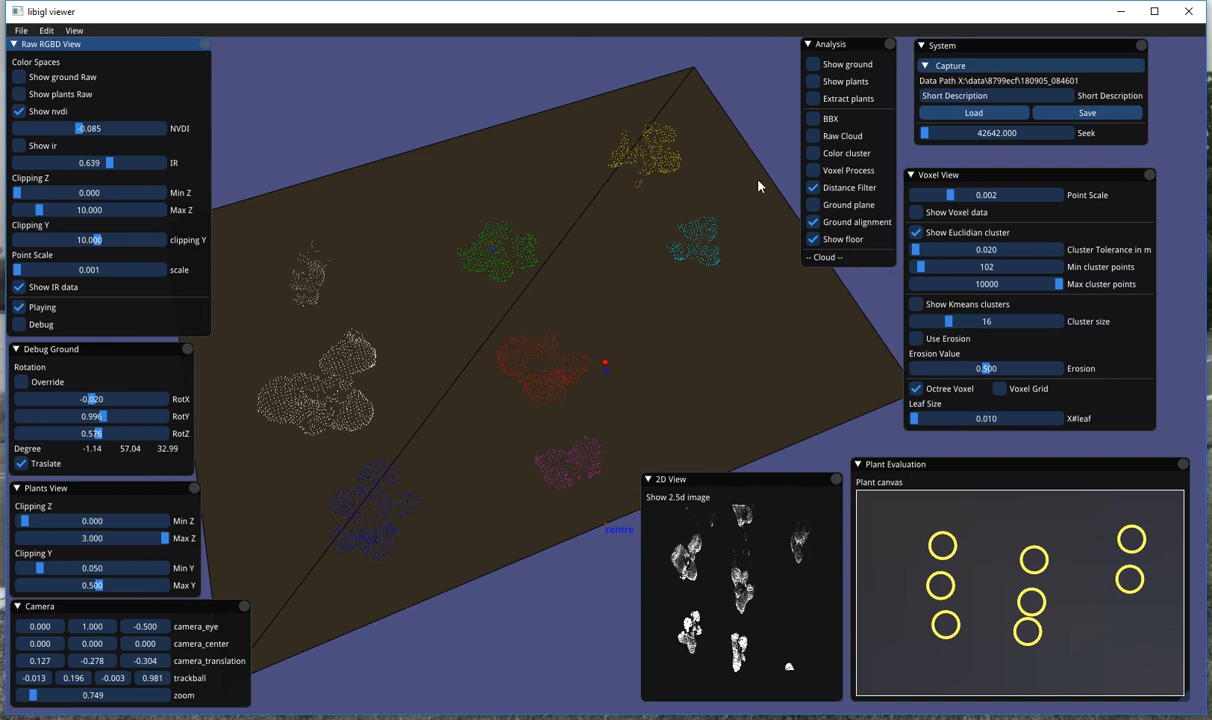 libigl viewer
File Edit View
Raw RGBD View
Color Spaces
Show ground Raw
Show plants Raw
Show nvdi
-0.085 NVDI
Show ir
0.639 IR
Clipping Z
0.000 Min Z
10.000 Max Z
Clipping Y
10.000 clipping Y
Point Scale
0.001 scale
Show IR data
Playing
Debug
Debug Ground
Rotation
Override
-0.020 RotX
0.996 RotY
0.576 RotZ
Degree -1.14 57.04 32.99
Traslate
Plants View
Clipping Z
0.000 Min Z
3.000 Max Z
Clipping Y
0.050 Min Y
0.500 Max Y
Camera
0.000 1.000 -0.500 camera_eye
0.000 0.000 0.000 camera_center
0.127 -0.278 -0.304 camera_translation
-0.013 0.196 -0.003 0.981 trackball
0.749 zoom
centre
Analysis
Show ground
Show plants
Extract plants
BBX
Raw Cloud
Color cluster
Voxel Process
Distance Filter
Ground plane
Ground alignment
Show floor
-- Cloud --
System
Capture
Data Path X:\data\8799ecf\180905_084601
Short Description Short Description
Load Save
42642.000 Seek
Voxel View
0.002 Point Scale
Show Voxel data
Show Euclidian cluster
0.020 Cluster Tolerance in m
102 Min cluster points
10000 Max cluster points
Show Kmeans clusters
16 Cluster size
Use Erosion
Erosion Value
0.500 Erosion
Octree Voxel Voxel Grid
Leaf Size
0.010 X#leaf
2D View
Show 2.5d image
Plant Evaluation
Plant canvas